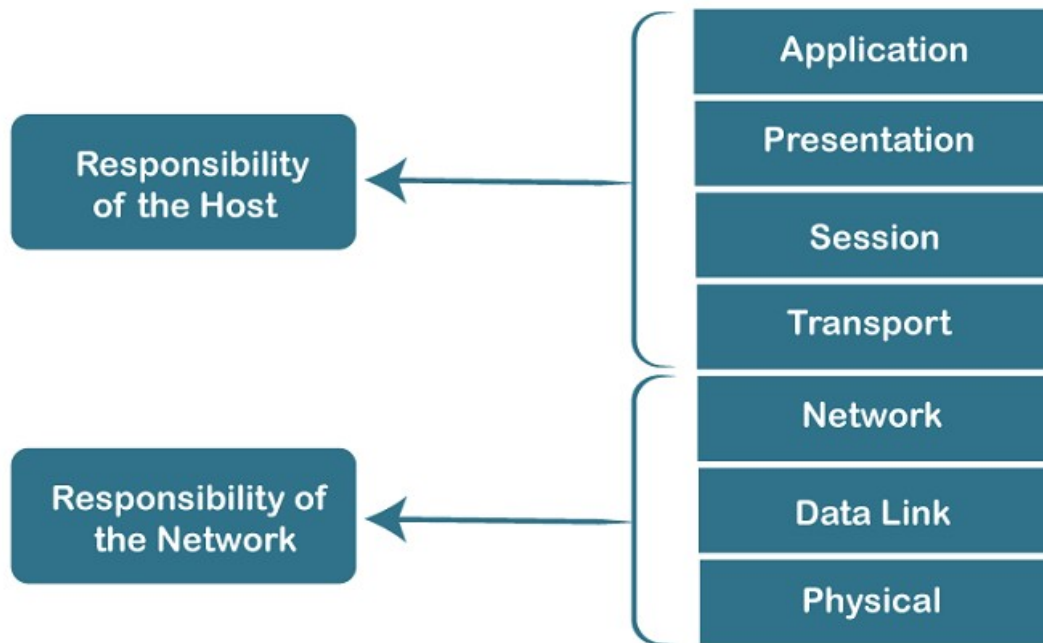 Application
Presentation
Session
Transport
Network
Data Link
Physical
Responsibility
of the Host
Responsibility of
the Network